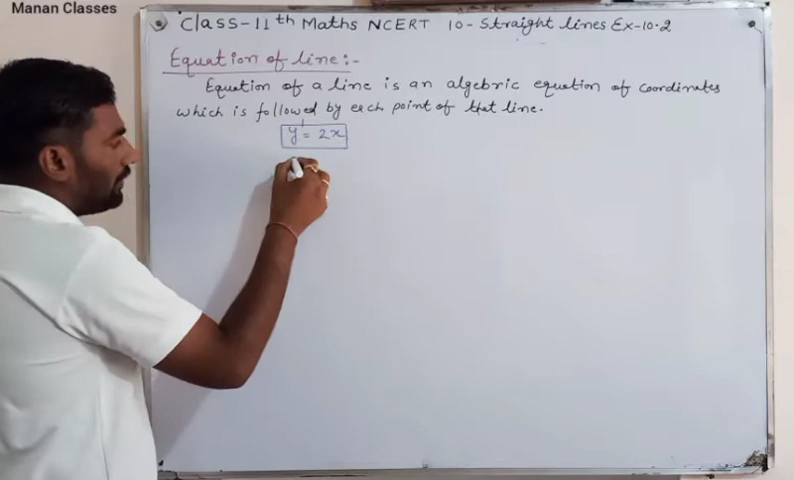 Manan Classes
Class-11th Maths NCERT 10-Straight lines Ex-10.2
Equation of line:-
Equation of a line is an algebric equation of coordinates
which is followed by each point of that line.
y = 2x